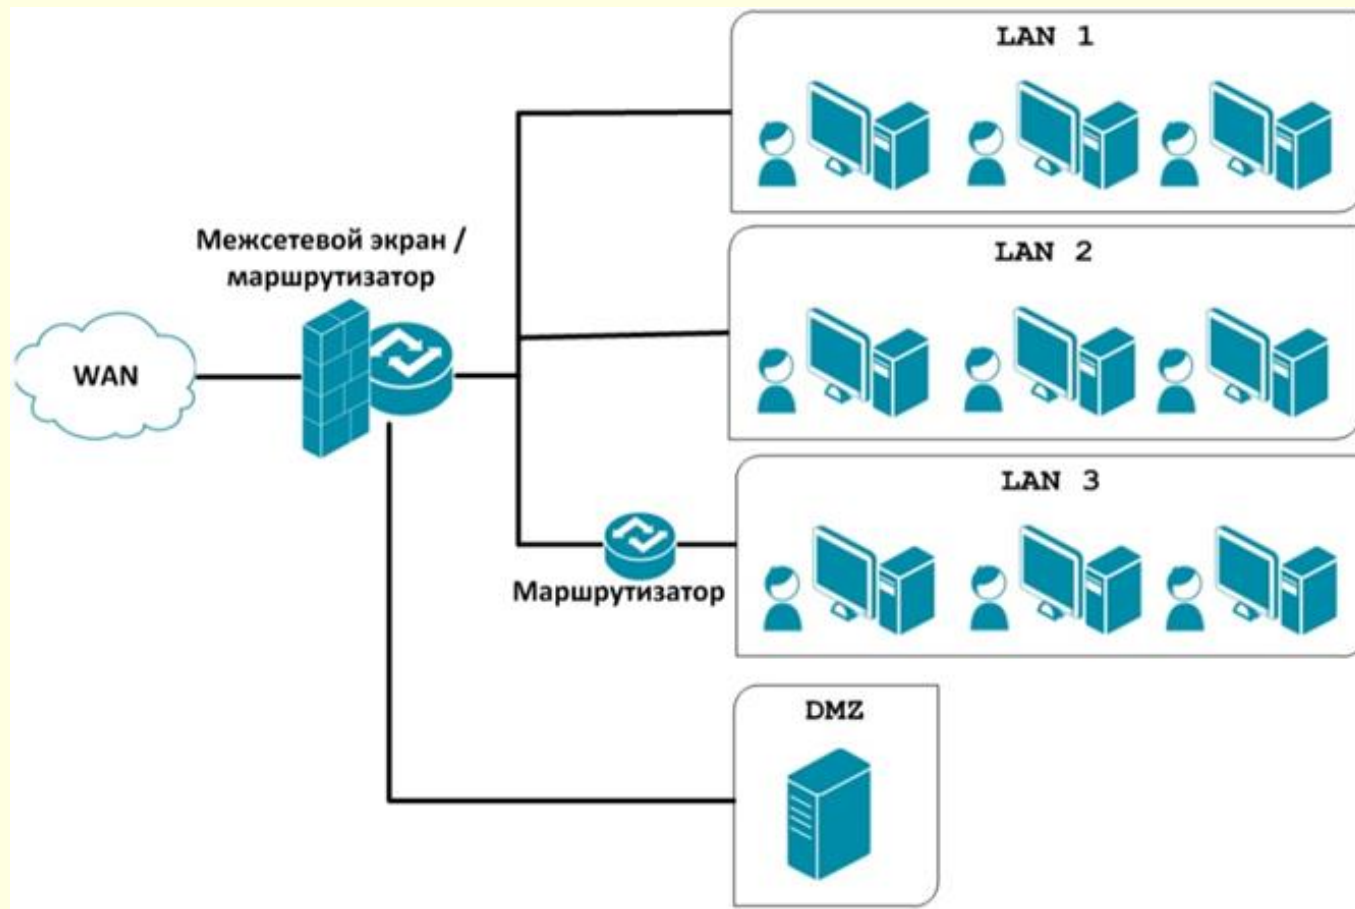 LAN 1
Межсетевой экран /
маршрутизатор
WAN
LAN 2
LAN 3
Маршрутизатор
DMZ